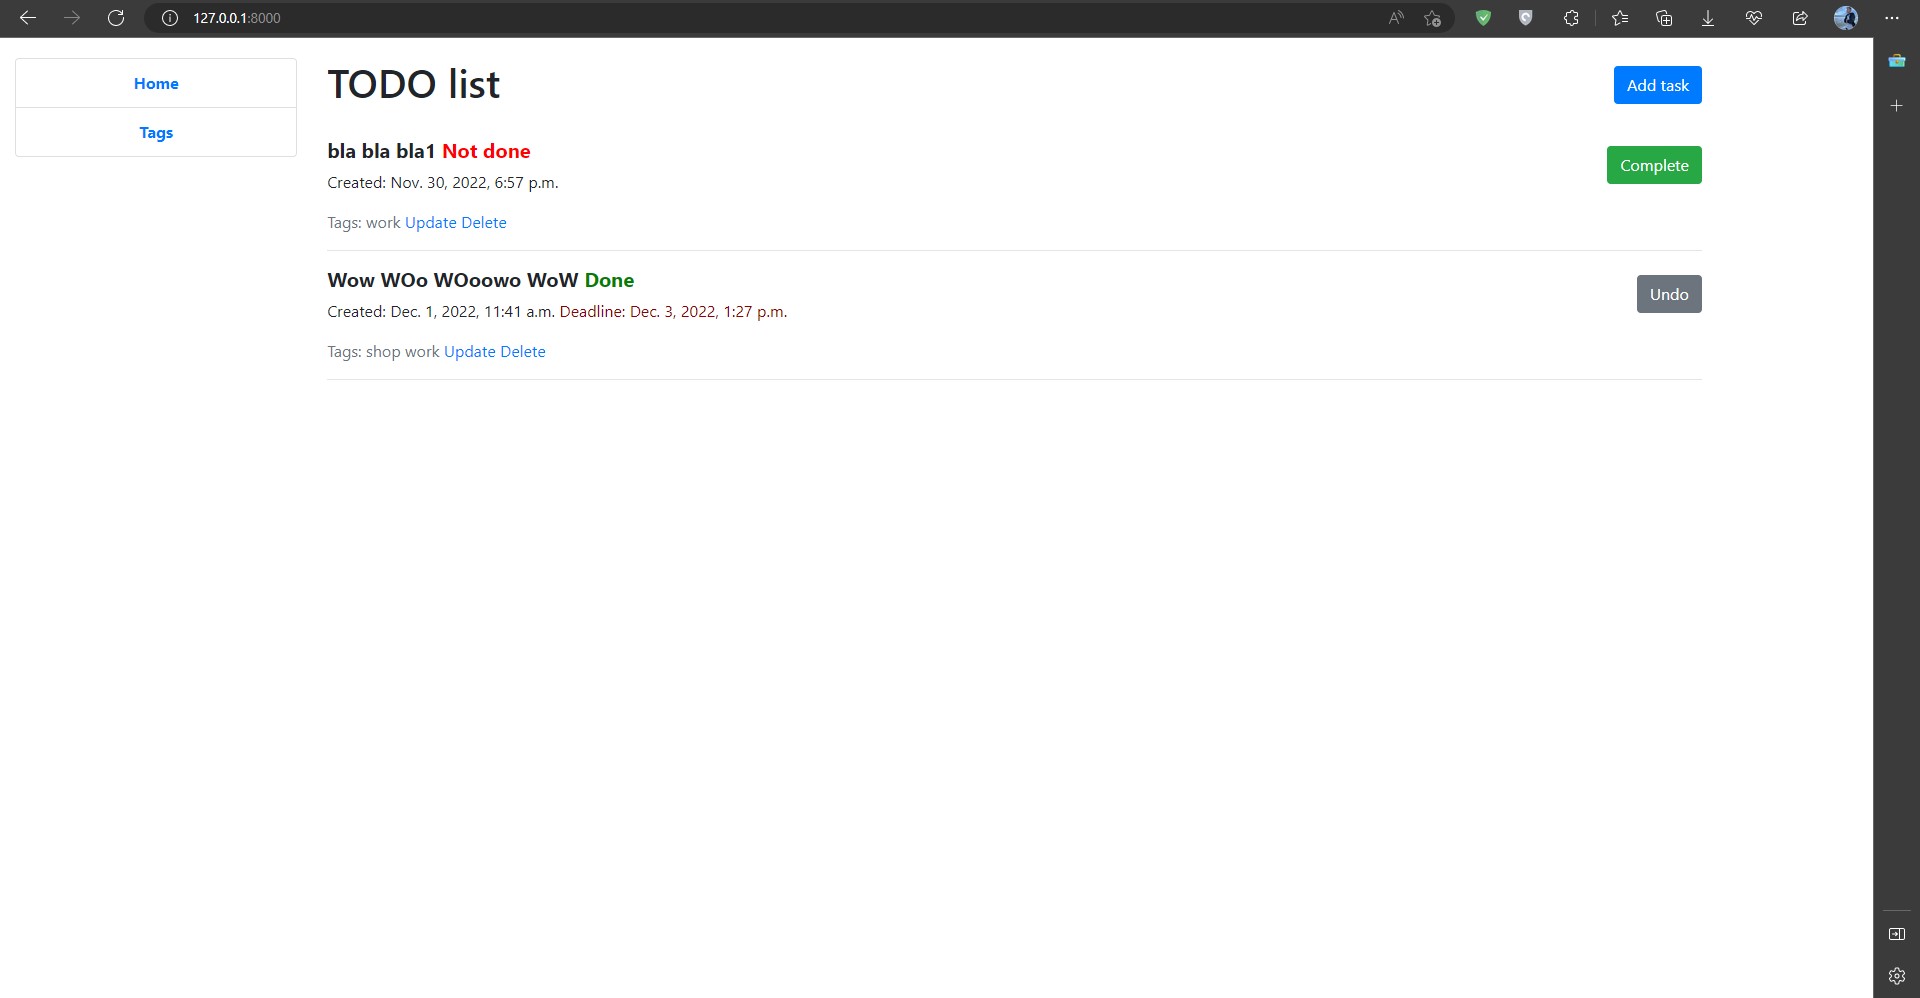 127.0.0.1:8000
Home
Tags
TODO list
Add task
bla bla bla1 Not done
Complete
Created: Nov. 30, 2022, 6:57 p.m.
Tags: work Update Delete
Wow WOo WOoowo WoW Done
Undo
Created: Dec. 1, 2022, 11:41 a.m. Deadline: Dec. 3, 2022, 1:27 p.m.
Tags: shop work Update Delete